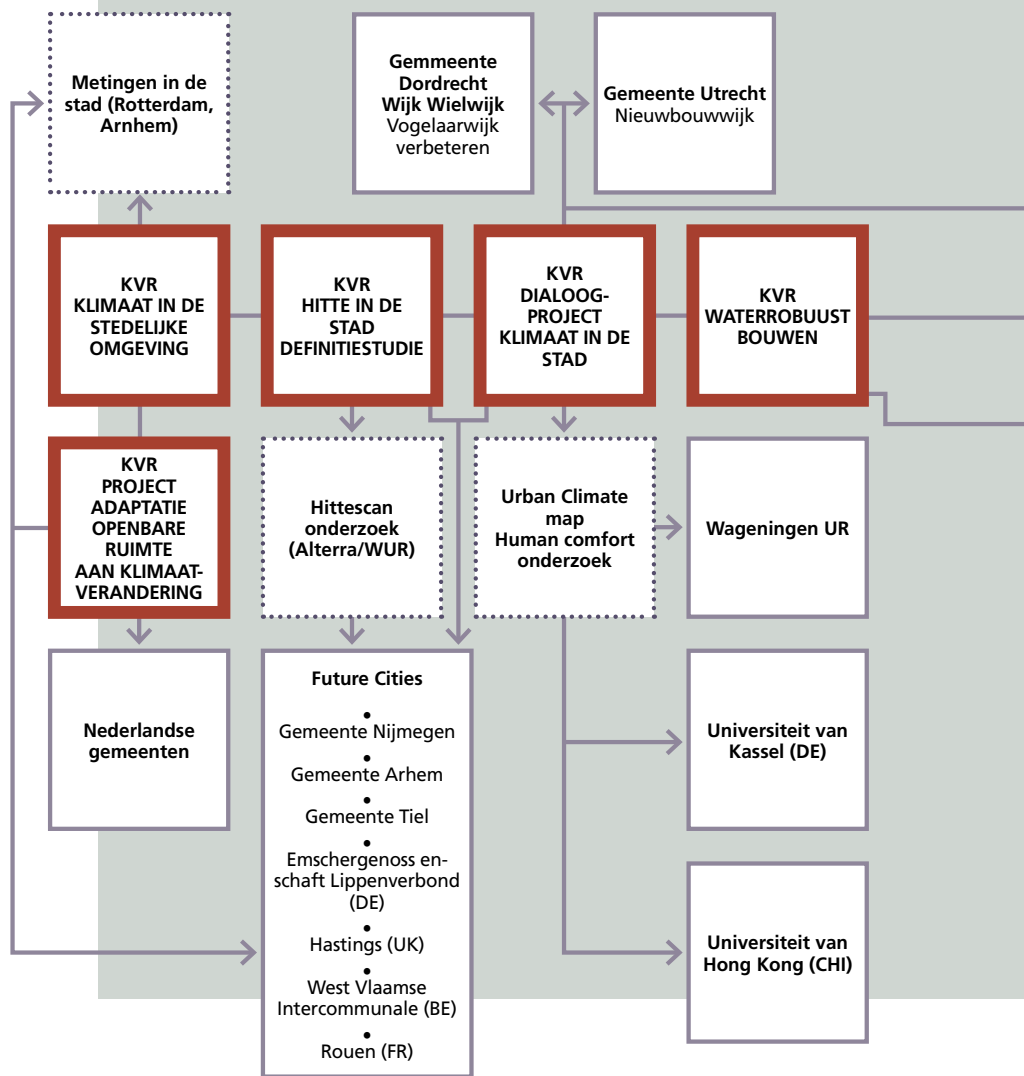 Metingen in de
stad (Rotterdam,
Arnhem)
Gemmeente
Dordrecht
Wijk Wielwijk
Vogelaarwijk
verbeteren
Gemeente Utrecht
Nieuwbouwwijk
KVR
KLIMAAT IN DE
STEDELIJKE
OMGEVING
KVR
HITTE IN DE
STAD
DEFINITIESTUDIE
KVR
DIALOOG-
PROJECT
KLIMAAT IN DE
STAD
KVR
WATERROBUUST
BOUWEN
KVR
PROJECT
ADAPTATIE
OPENBARE
RUIMTE
AAN KLIMAAT-
VERANDERING
Hittescan
onderzoek
(Alterra/WUR)
Urban Climate
map
Human comfort
onderzoek
Wageningen UR
Nederlandse
gemeenten
Future Cities
•
Gemeente Nijmegen
•
Gemeente Arhem
•
Gemeente Tiel
•
Emschergenoss en-
schaft Lippenverbond
(DE)
•
Hastings (UK)
•
West Vlaamse
Intercommunale (BE)
•
Rouen (FR)
Universiteit van
Kassel (DE)
Universiteit van
Hong Kong (CHI)